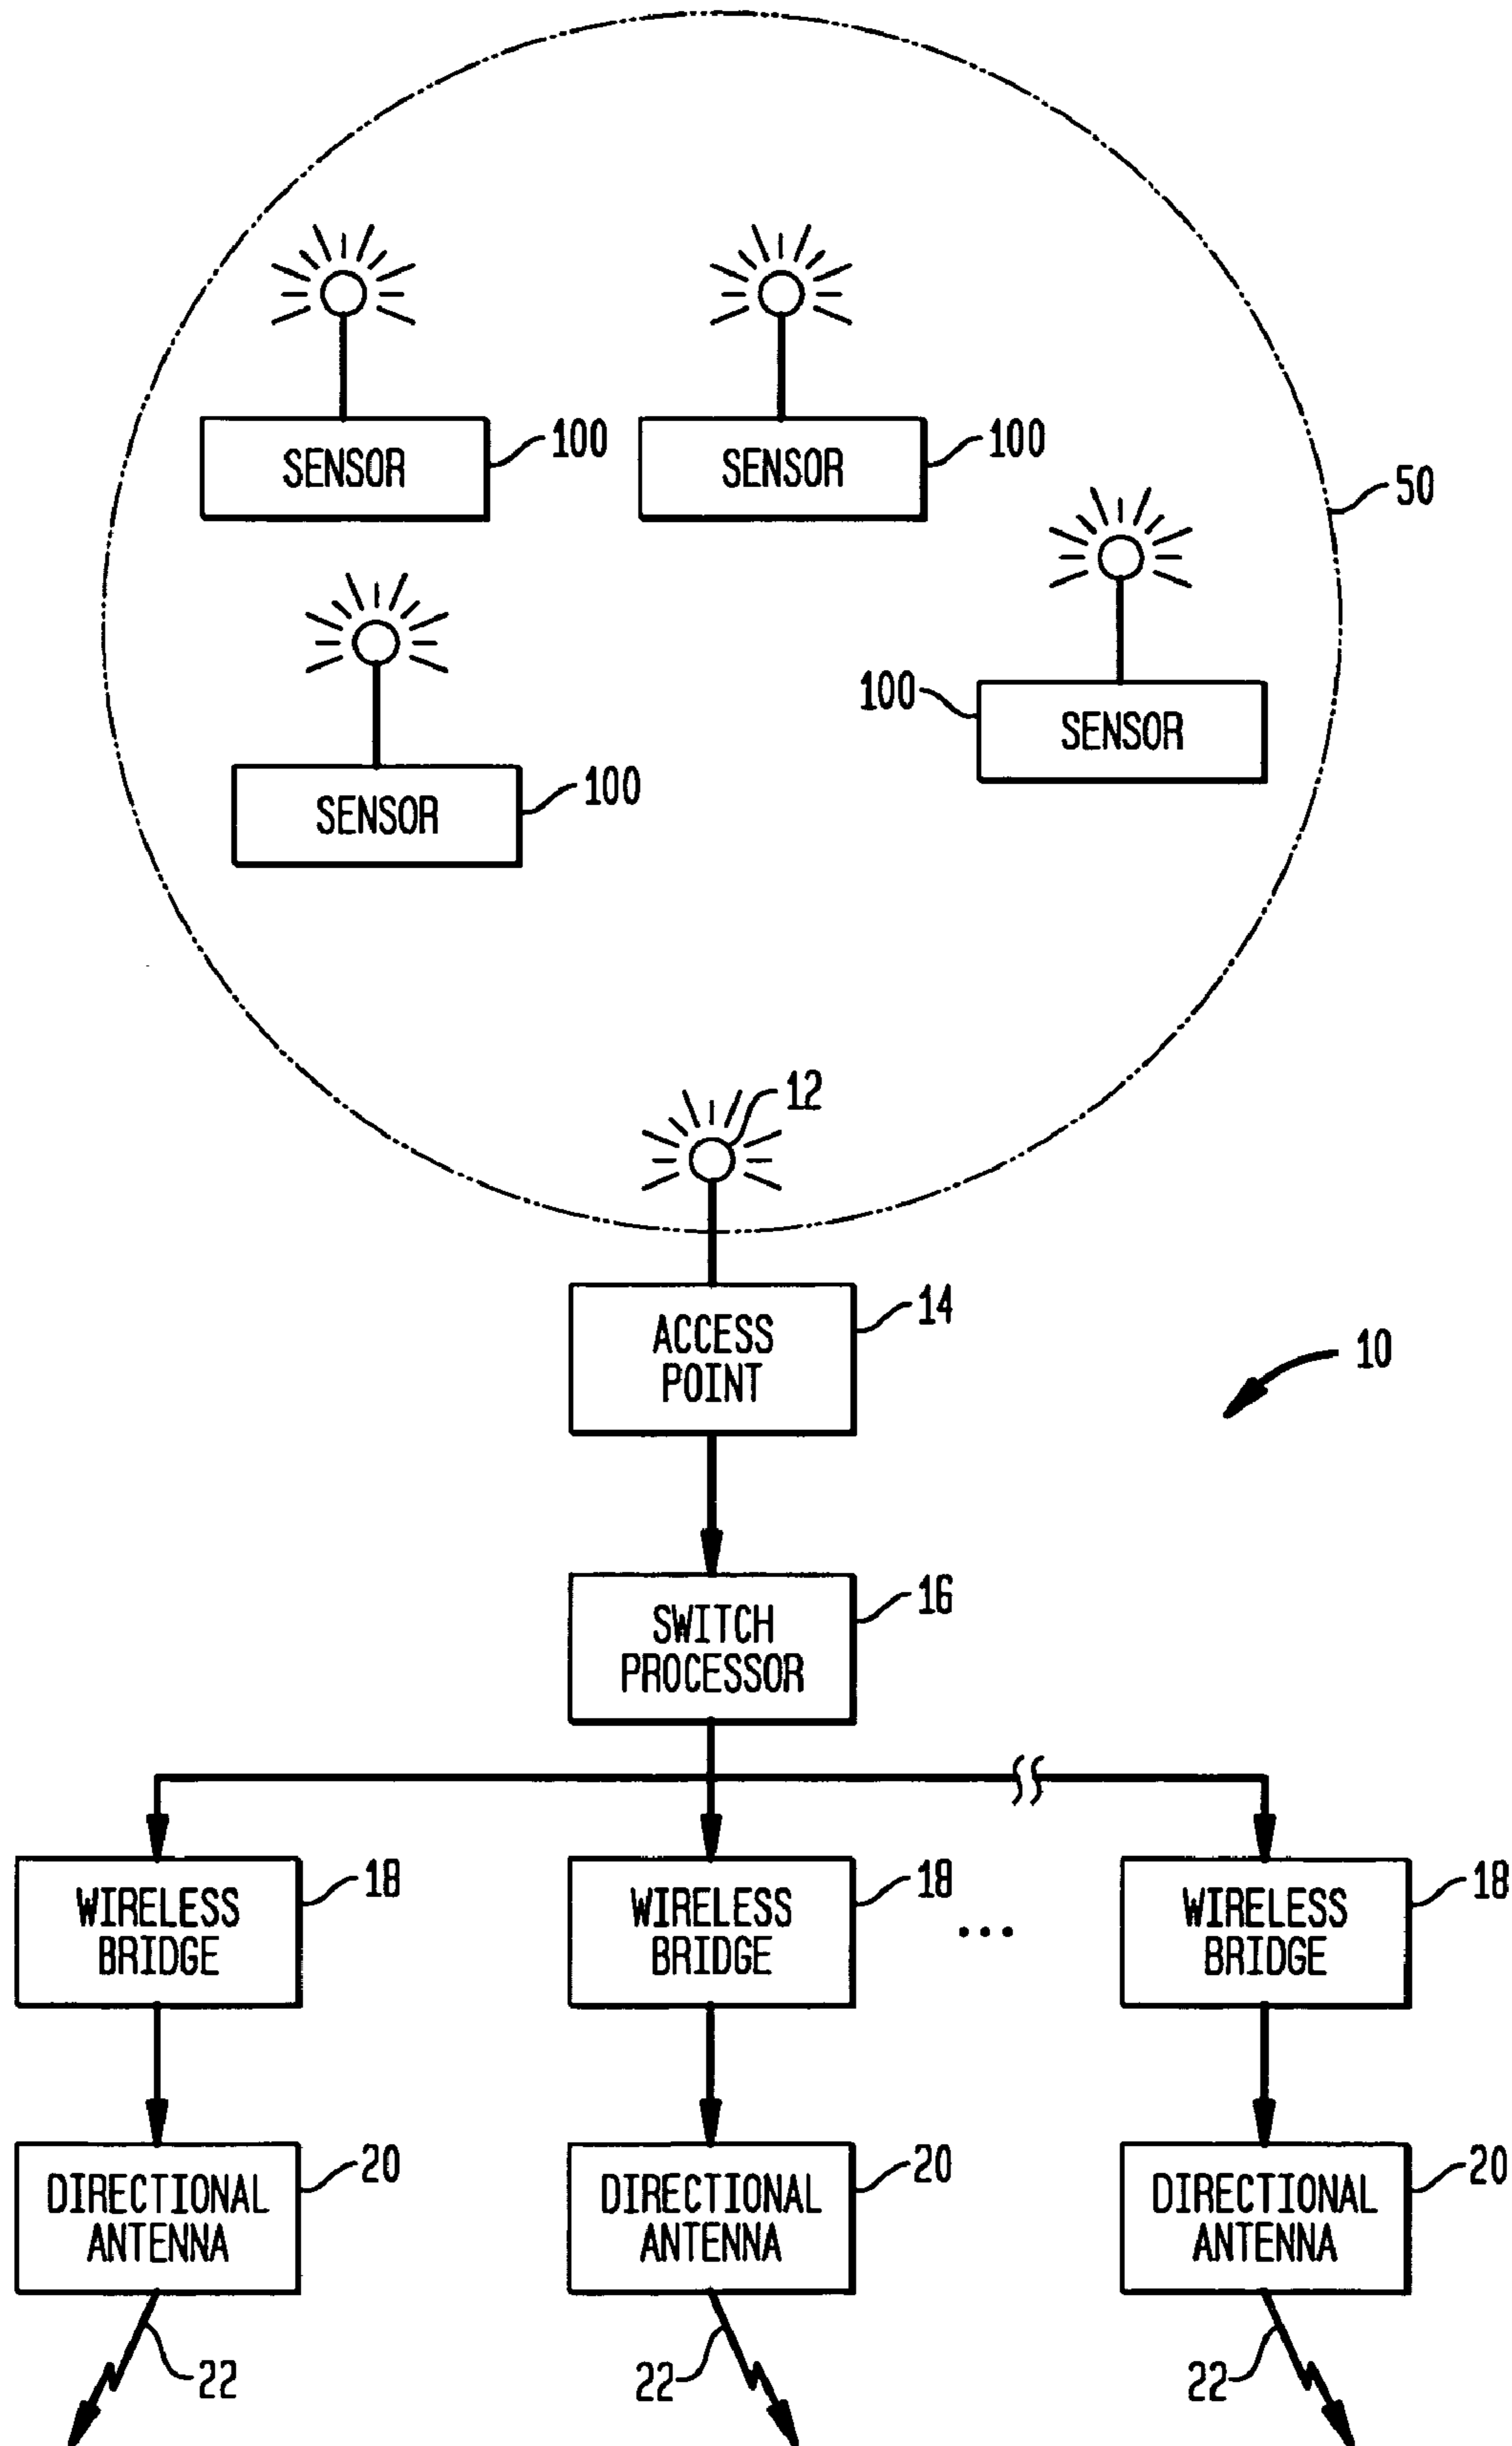 100
SENSOR
100
SENSOR
50
100
SENSOR
100
SENSOR
12
14
ACCESS
POINT
10
16
SWITCH
PROCESSOR
18
WIRELESS
BRIDGE
18
WIRELESS
BRIDGE
...
18
WIRELESS
BRIDGE
20
DIRECTIONAL
ANTENNA
20
DIRECTIONAL
ANTENNA
20
DIRECTIONAL
ANTENNA
22
22
22